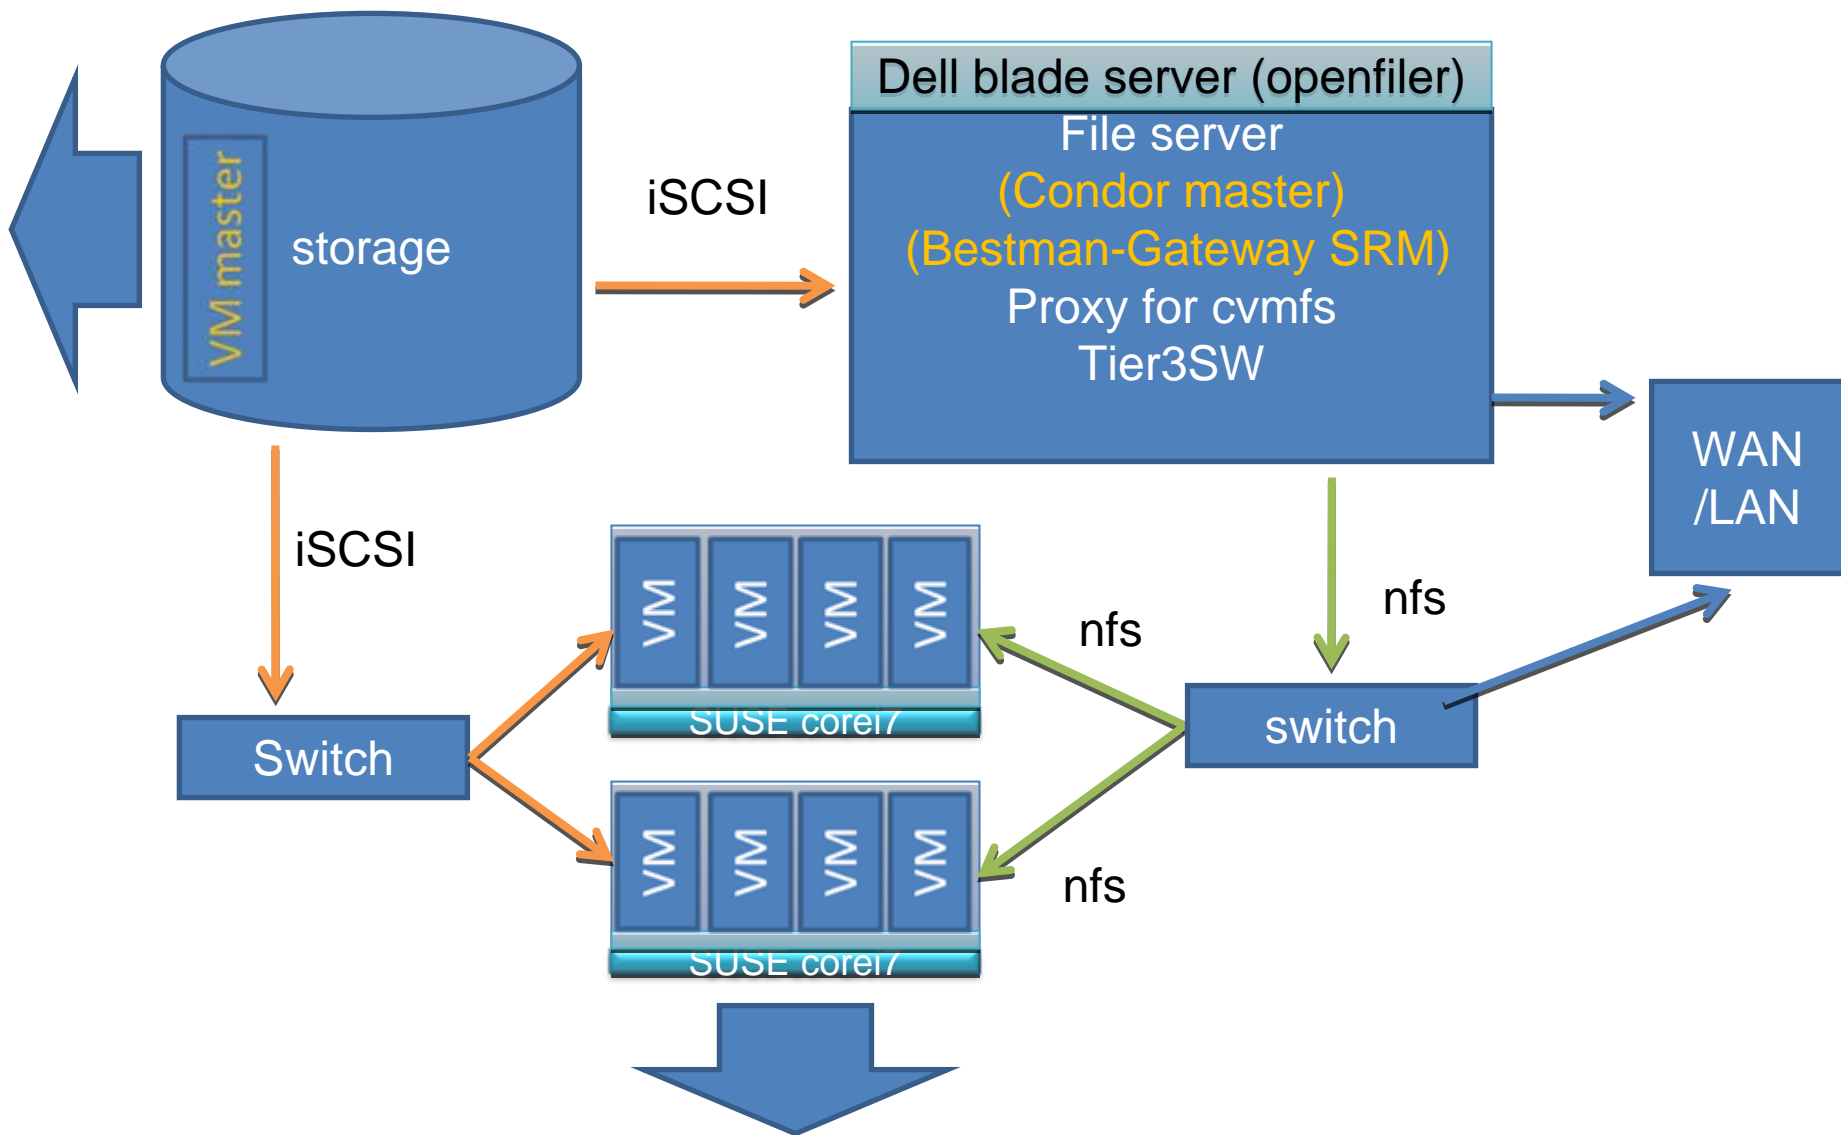 Dell blade server (openfiler)
File server
(Condor master)
(Bestman-Gateway SRM)
Proxy for cvmfs
Tier3SW
VM master
storage
iSCSI
iSCSI
WAN
/LAN
VM VM VM VM
SUSE corei7
nfs
nfs
Switch
switch
VM VM VM VM
SUSE corei7
nfs